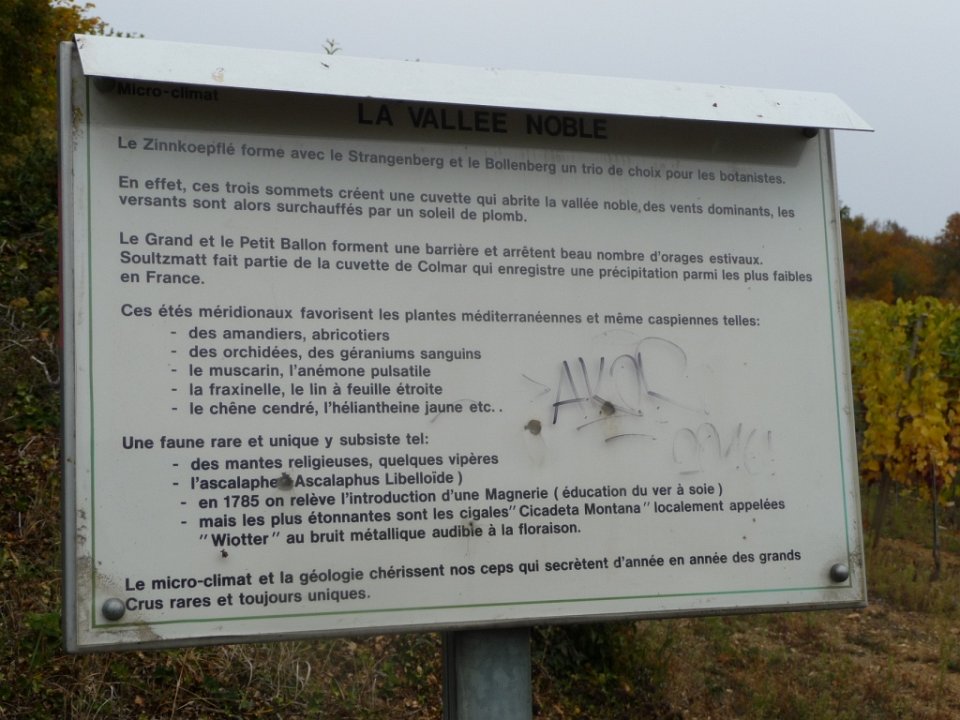 Micro-climat
LA VALLÉE NOBLE
Le Zinnkoepflé forme avec le Strangenberg et le Bollenberg un trio de choix pour les botanistes.
En effet, ces trois sommets créent une cuvette qui abrite la vallée noble, des vents dominants, les
versants sont alors surchauffés par un soleil de plomb.
Le Grand et le Petit Ballon forment une barrière et arrêtent beau nombre d'orages estivaux.
Soultzmatt fait partie de la cuvette de Colmar qui enregistre une précipitation parmi les plus faibles
en France.
Ces étés méridionaux favorisent les plantes méditerranéennes et même caspiennes telles:
- des amandiers, abricotiers
- des orchidées, des géraniums sanguins
- le muscarin, l'anémone pulsatile
- la fraxinelle, le lin à feuille étroite
- le chêne cendré, l'héliantheine jaune etc..
Une faune rare et unique y subsiste tel:
- des mantes religieuses, quelques vipères
- l'ascalaphe Ascalaphus Libelloïde )
- en 1785 on relève l'introduction d'une Magnerie ( éducation du ver à soie )
- mais les plus étonnantes sont les cigales "Cicadeta Montana" localement appelées
"Wiotter" au bruit métallique audible à la floraison.
Le micro-climat et la géologie chérissent nos ceps qui secrètent d'année en année des grands
Crus rares et toujours uniques.